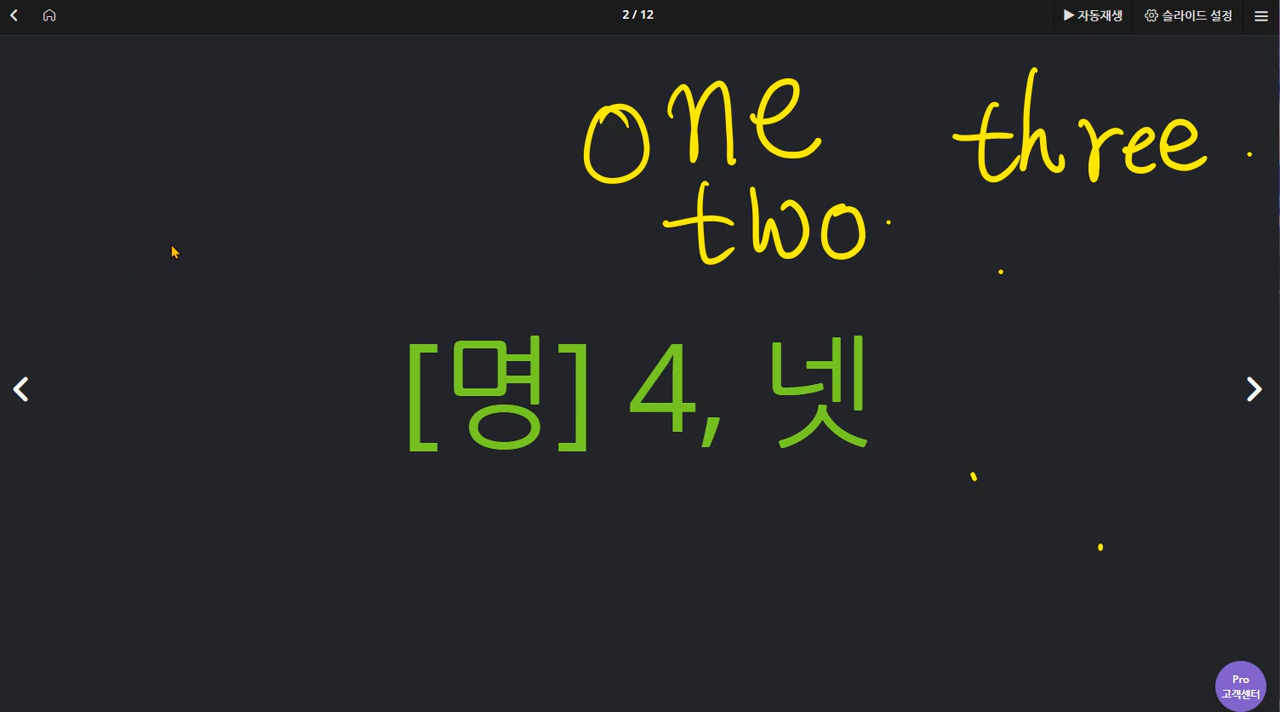 2 / 12
자동재생
슬라이드 설정
one three
two
[명] 4, 넷
Pro
고객센터